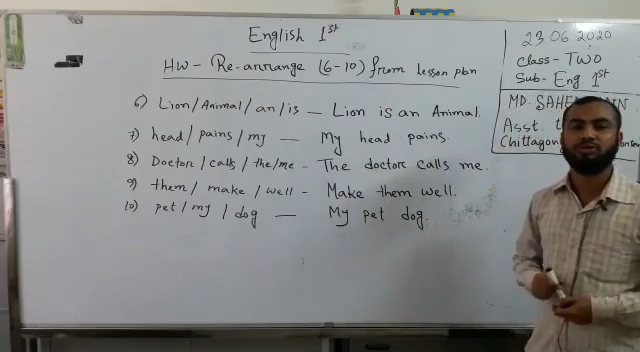 English 1st
HW- Re-arrange (6-10) from lesson plan
6) Lion/Animal/an/is - Lion is an Animal.
7) head/pains/my - My head pains.
8) Doctor/calls/the/me - The doctor calls me.
9) them/make/well - Make them well.
10) pet/my/dog - My pet dog.
23 06 2020
Class- TWO
Sub- Eng 1st
MD.
Asst.